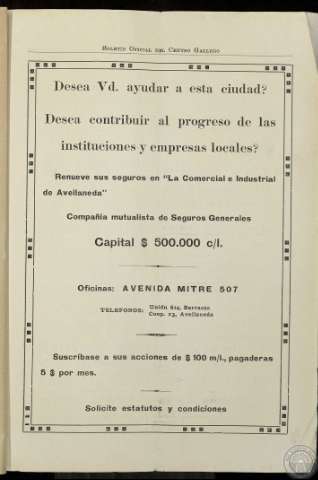 BOLETIN OFICIAL DEL CENTRO GALLEGO
Desea Vd. ayudar a esta ciudad?
Desea contribuir al progreso de las
instituciones y empresas locales?
Renueve sus seguros en "La Comercial e Industrial
de Avellaneda"
Compañia mutualista de Seguros Generales
Capital $ 500.000 c/l.
Oficinas: AVENIDA MITRE 507
TELEFONOS: Unión 614, Barracas
Coop. 23, Avellaneda
Suscríbase a sus acciones de $ 100 m/l., pagaderas
5 $ por mes.
Solicite estatutos y condiciones